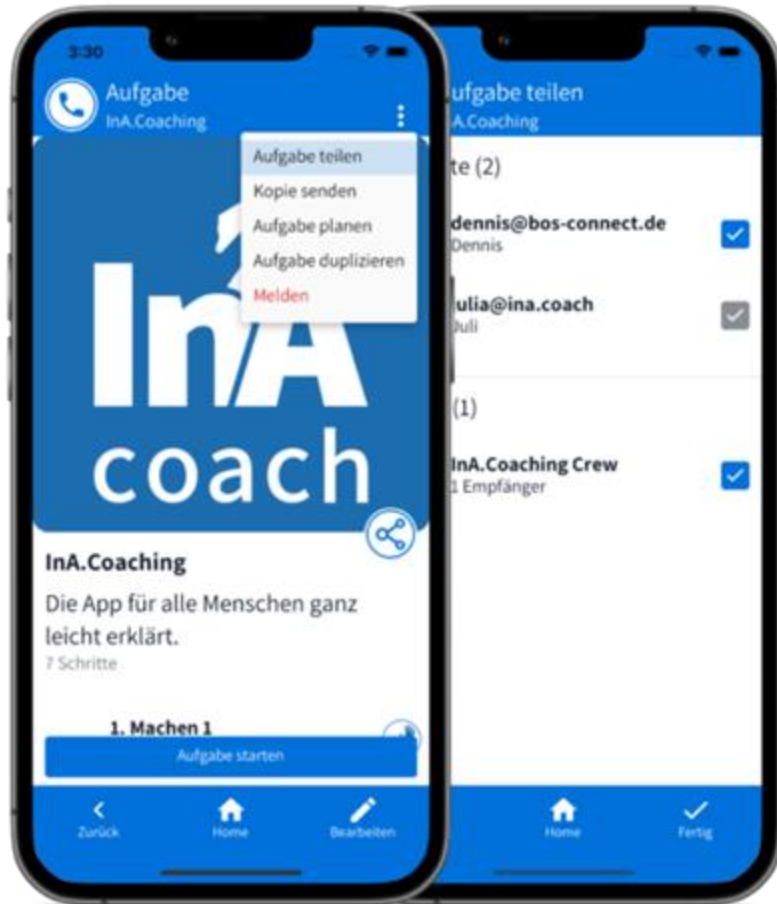 3:30
Aufgabe
InA.Coaching
Aufgabe teilen
Kopie senden
Aufgabe planen
Aufgabe duplizieren
Melden
InA
coach
InA.Coaching
Die App für alle Menschen ganz
leicht erklärt.
7 Schritte
1. Machen 1
Aufgabe starten
Zurück
Home
Bearbeiten
ufgabe teilen
A.Coaching
te (2)
dennis@bos-connect.de
Dennis
ulia@ina.coach
Juli
(1)
InA.Coaching Crew
1 Empfänger
Home
Fertig